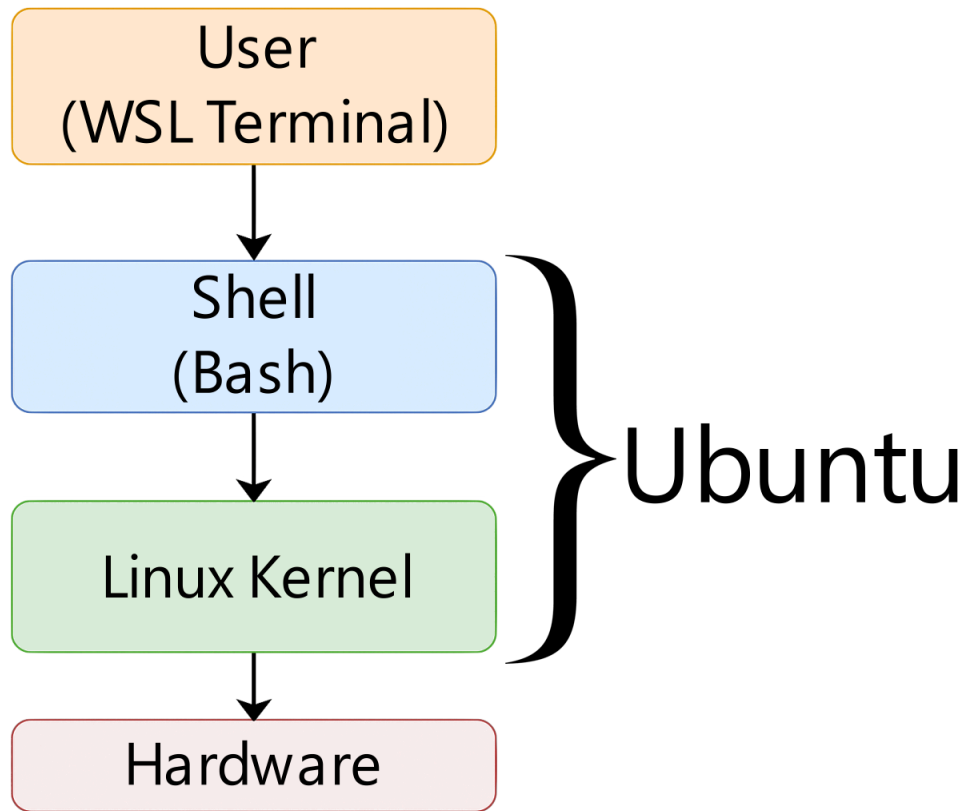 User
(WSL Terminal)
Shell
(Bash)
Ubuntu
Linux Kernel
Hardware